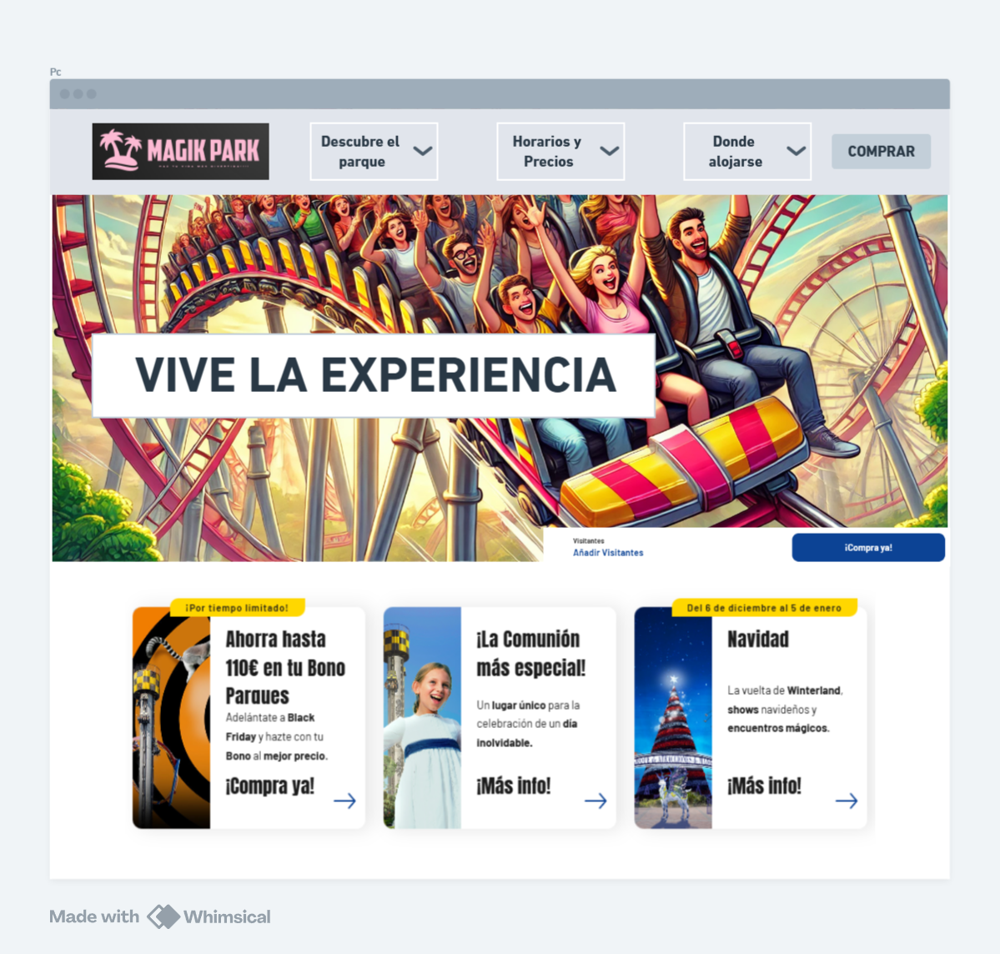 Pc
MAGIK PARK
Descubre el
parque
Horarios y
Precios
Donde
alojarse
COMPRAR
VIVE LA EXPERIENCIA
Visitantes
Añadir Visitantes
¡Compra ya!
¡Por tiempo limitado!
Ahorra hasta
110€ en tu Bono
Parques
Adelántate a Black
Friday y hazte con tu
Bono al mejor precio.
¡Compra ya!
¡La Comunión
más especial!
Un lugar único para la
celebración de un día
inolvidable.
¡Más info!
Del 6 de diciembre al 5 de enero
Navidad
La vuelta de Winterland,
shows navideños y
encuentros mágicos.
¡Más info!
Made with Whimsical